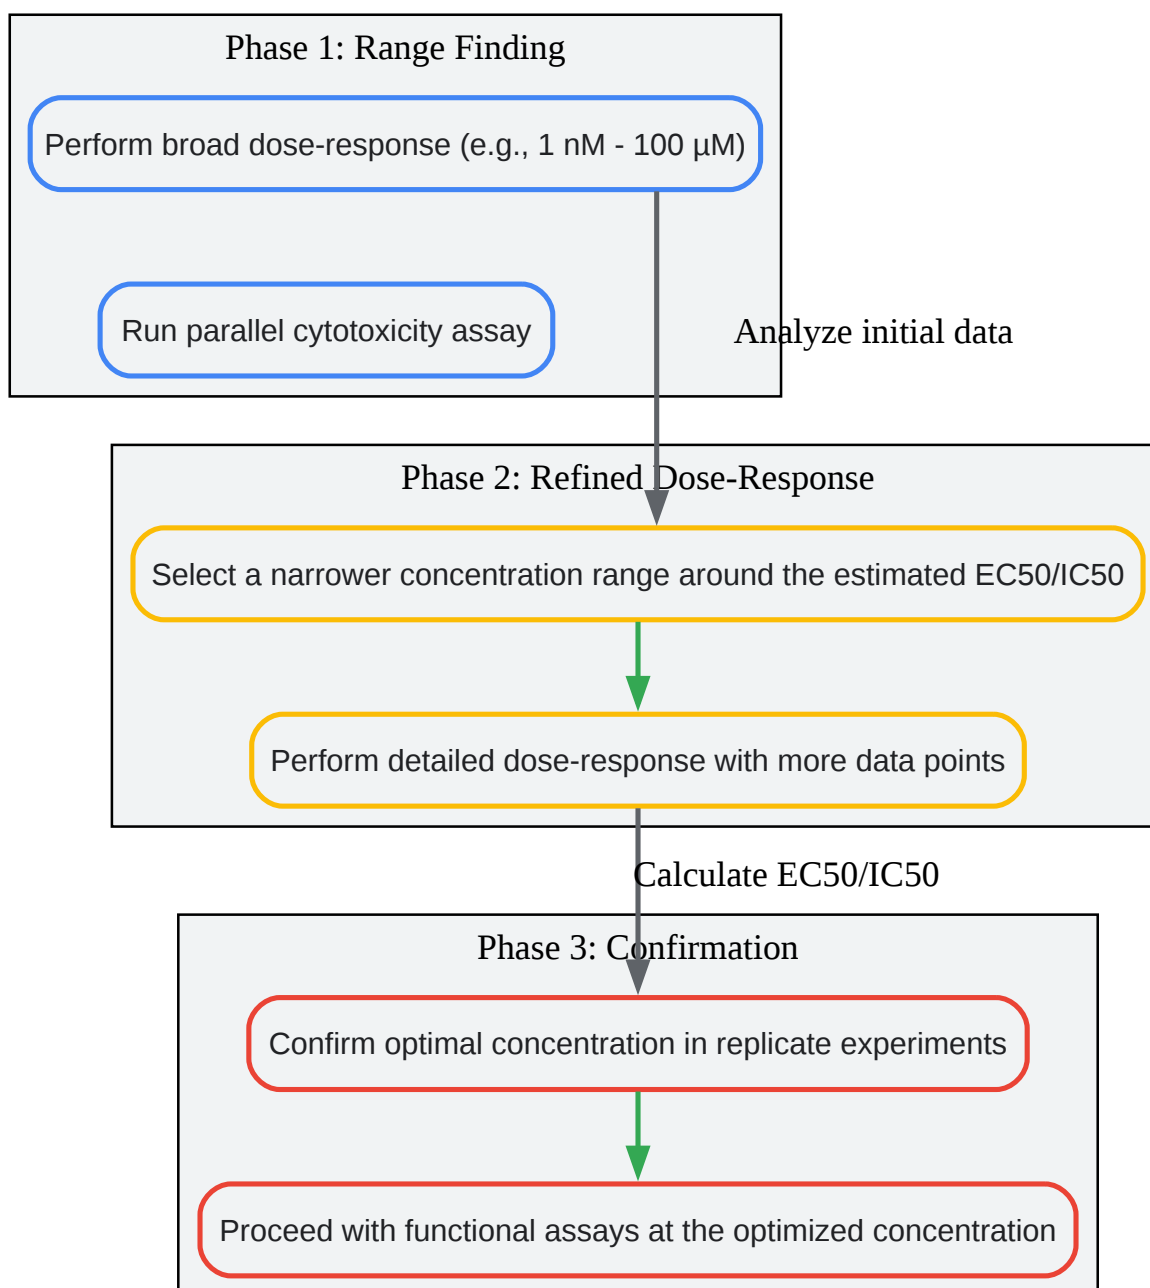 Phase 1: Range Finding
Perform broad dose-response (e.g., 1 nM - 100 µM)
Run parallel cytotoxicity assay
Analyze initial data
Phase 2: Refined Dose-Response
Select a narrower concentration range around the estimated EC50/IC50
Perform detailed dose-response with more data points
Calculate EC50/IC50
Phase 3: Confirmation
Confirm optimal concentration in replicate experiments
Proceed with functional assays at the optimized concentration